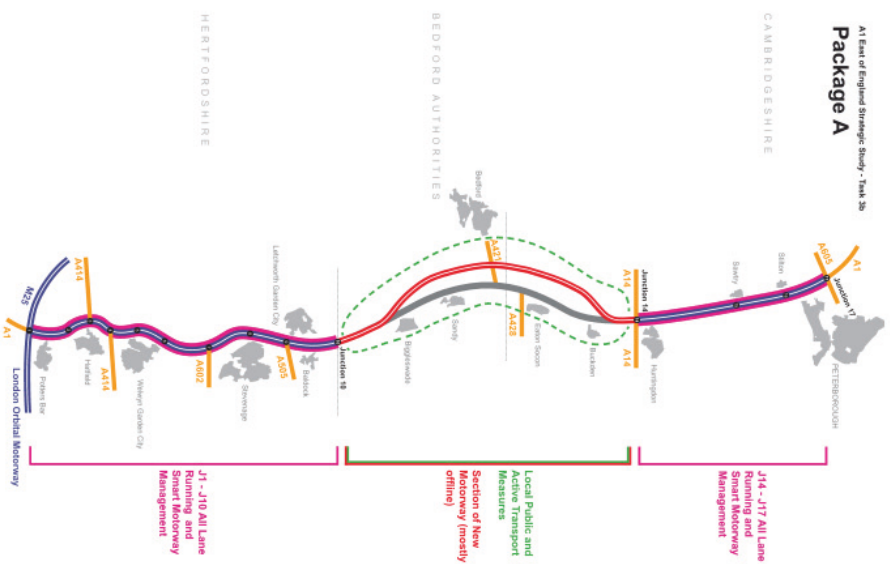 A1 East of England Strategic Study - Task 3b
Package A
CAMBRIDGESHIRE
BEDFORD AUTHORITIES
HERTFORDSHIRE
A1
A605
Junction 17
PETERBOROUGH
Stilton
Sawtry
A14
Junction 14
A14
Huntingdon
Buckden
Eaton Socon
A428
A421
Bedford
Sandy
Biggleswade
Junction 10
Baldock
Letchworth Garden City
A505
Stevenage
A602
Welwyn Garden City
A414
A414
Hatfield
Potters Bar
M25
A1
London Orbital Motorway
J14 - J17 All Lane
Running and
Smart Motorway
Management
Local Public and
Active Transport
Measures
Section of New
Motorway (mostly
offline)
J1 - J10 All Lane
Running and
Smart Motorway
Management